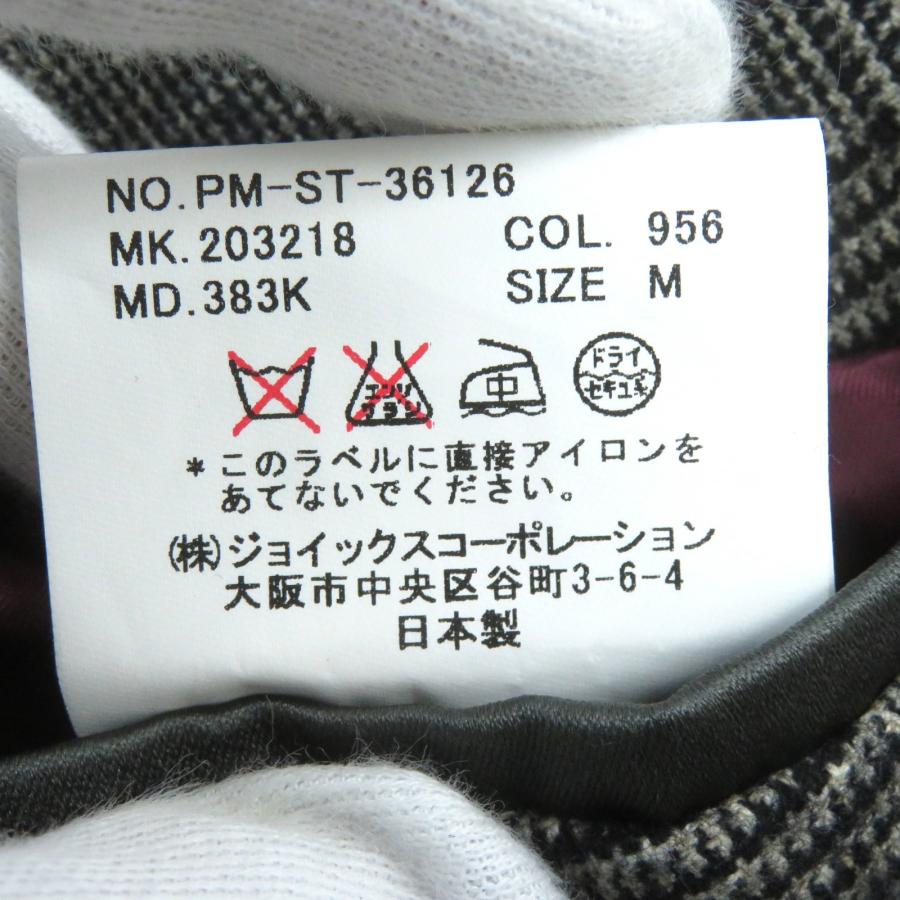 NO.PM-ST-36126
MK.203218 COL. 956
MD.383K SIZE M
エンソ
サラシ
中
ドライ
セキユ系
*このラベルに直接アイロンを
あてないでください。
(株)ジョイックスコーポレーション
大阪市中央区谷町3-6-4
日本製